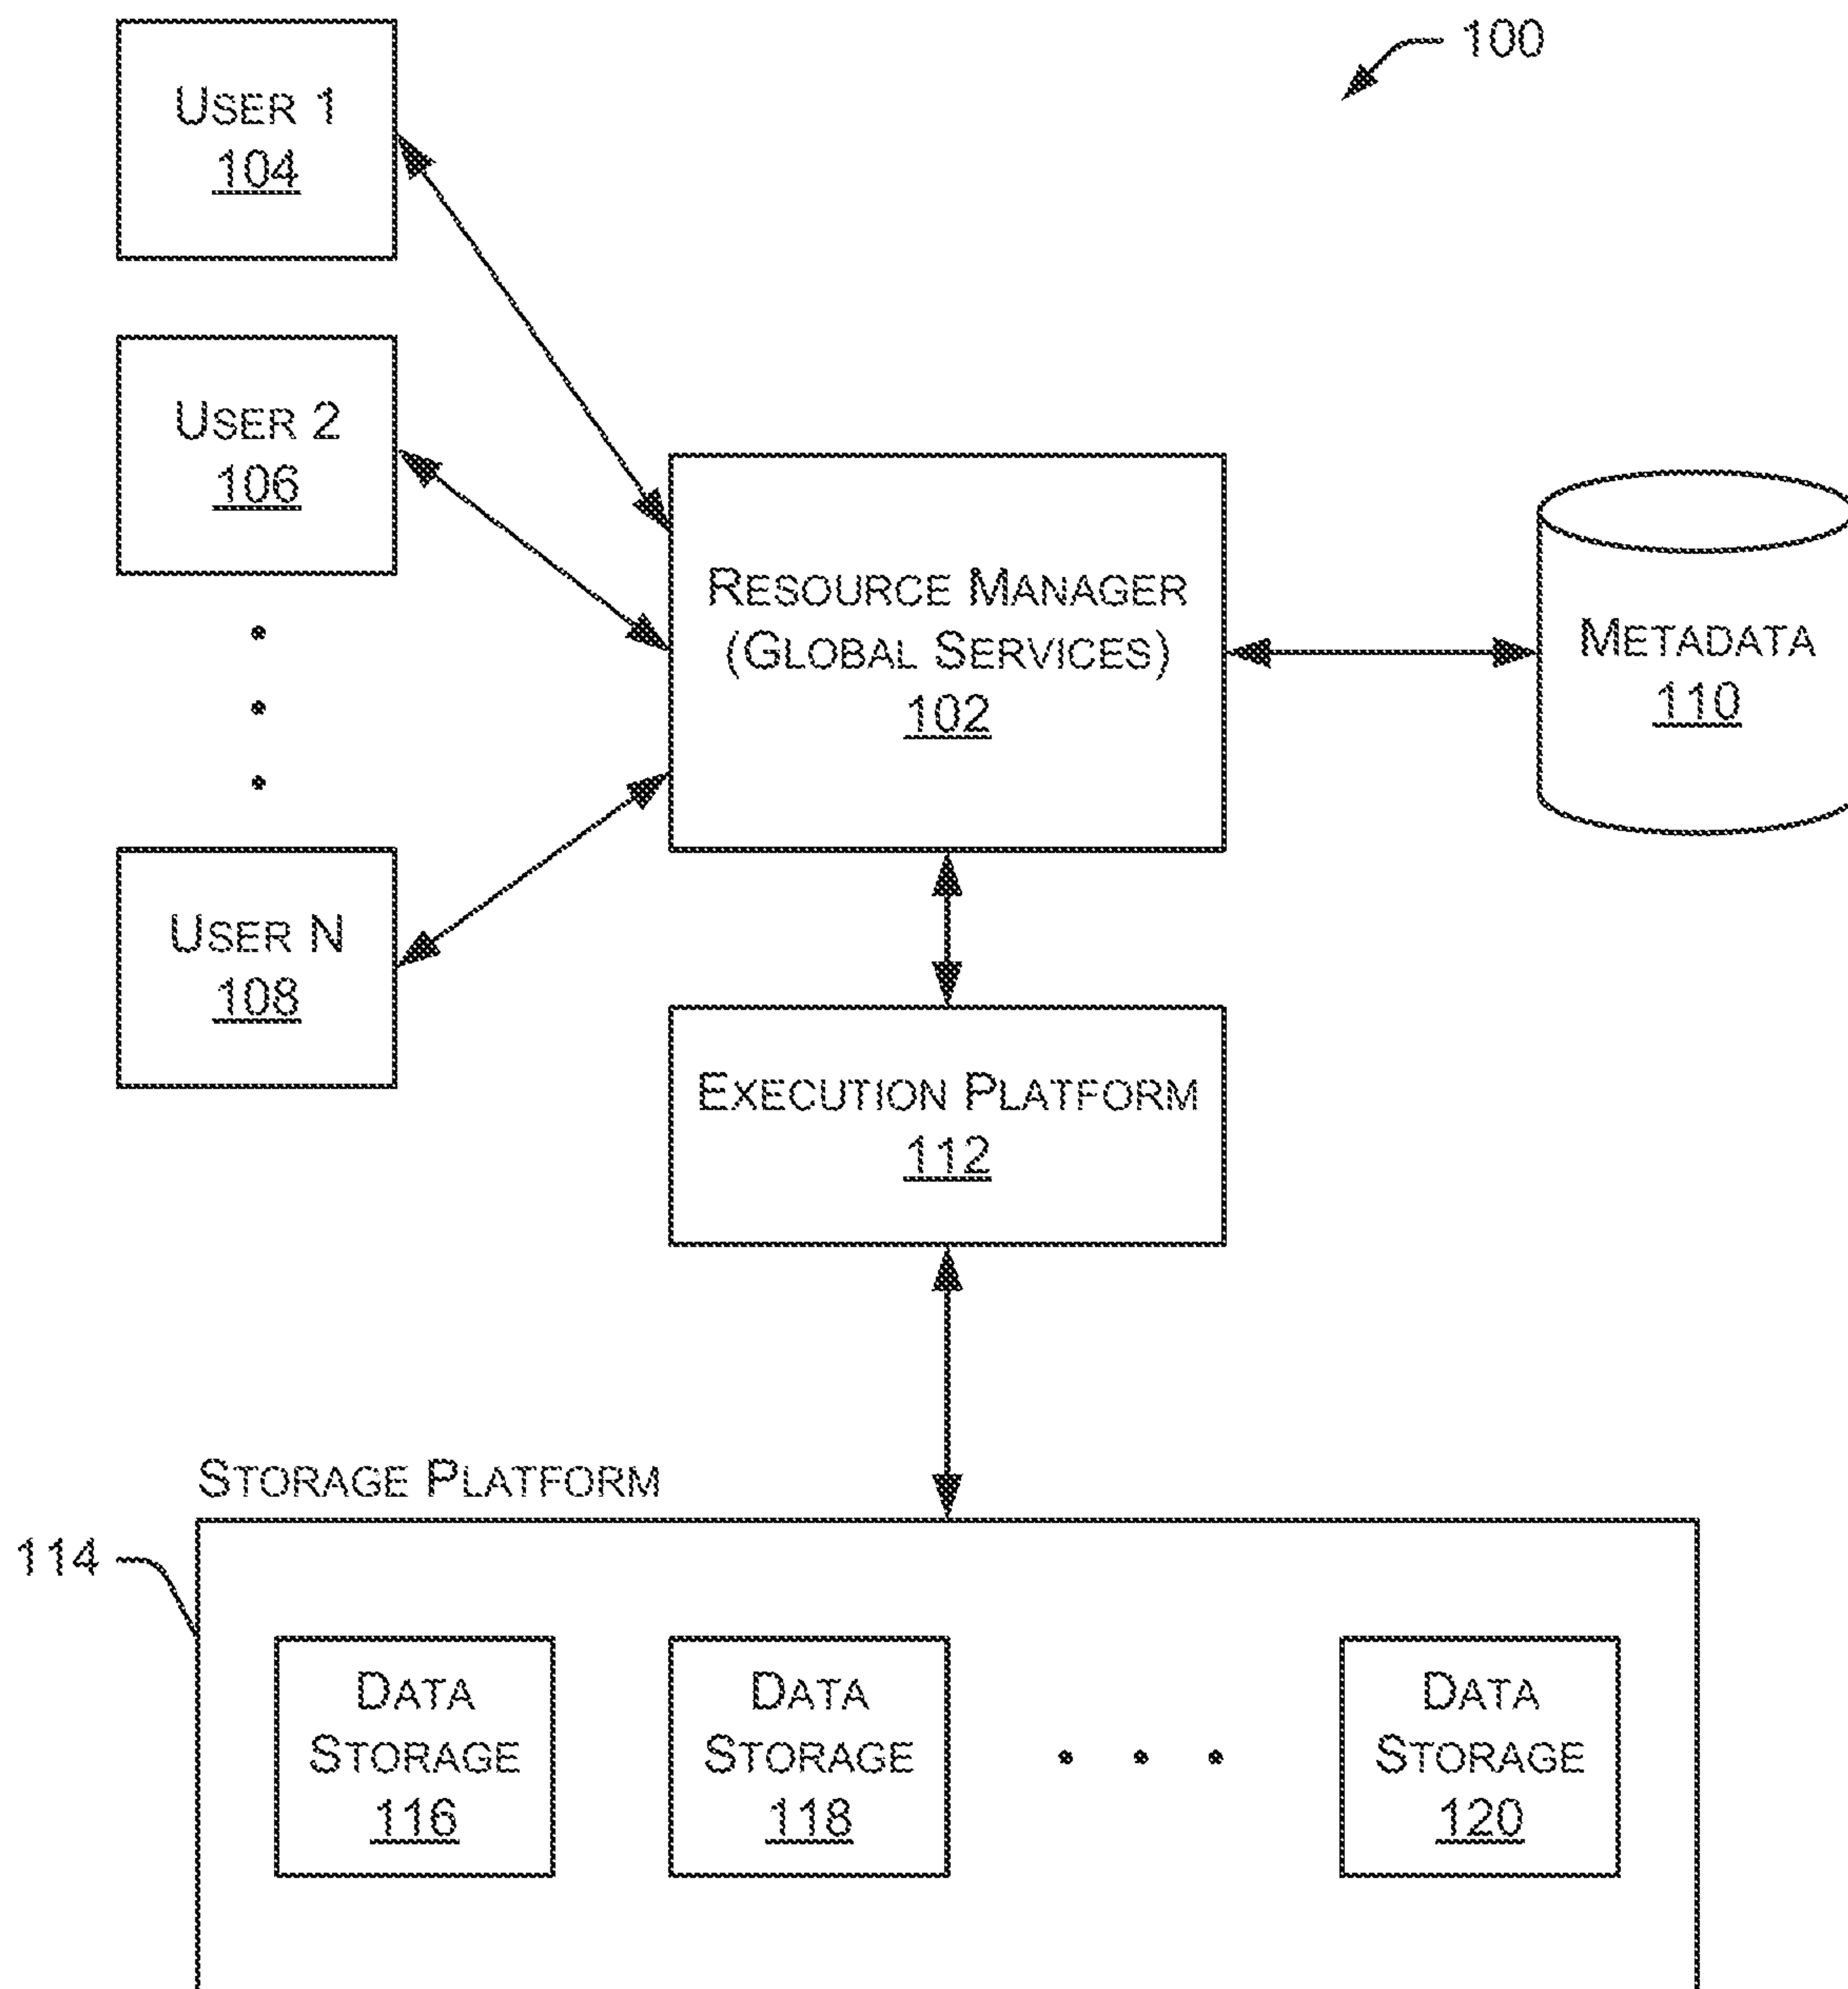 100
USER 1
104
USER 2
106
RESOURCE MANAGER
(GLOBAL SERVICES)
102
METADATA
110
USER N
108
EXECUTION PLATFORM
112
STORAGE PLATFORM
114
DATA
STORAGE
116
DATA
STORAGE
118
DATA
STORAGE
120